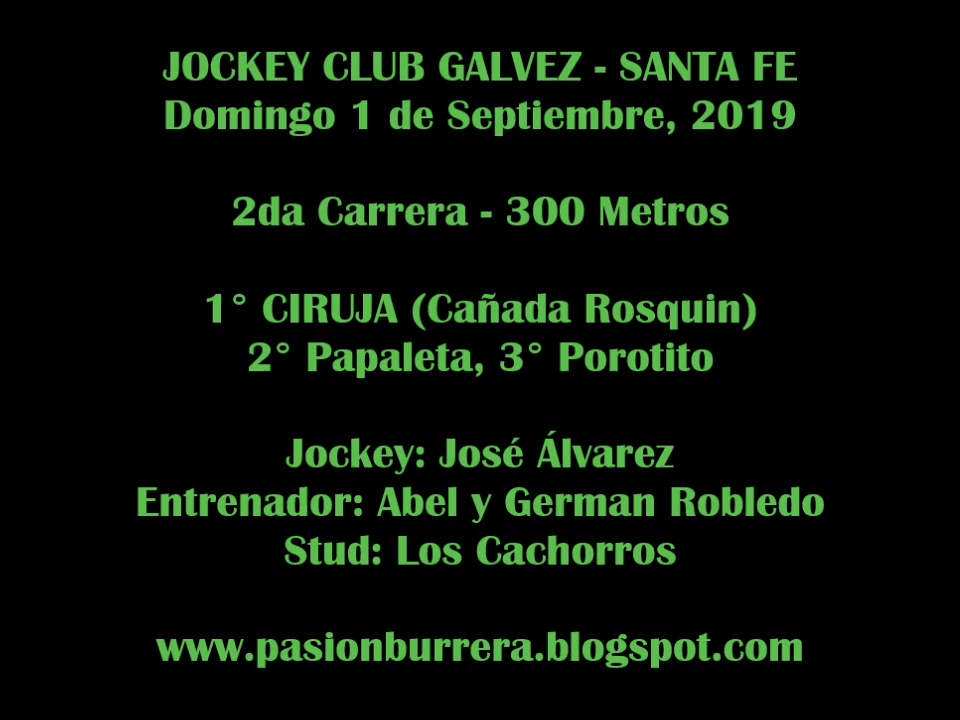 JOCKEY CLUB GALVEZ - SANTA FE
Domingo 1 de Septiembre, 2019
2da Carrera - 300 Metros
1° CIRUJA (Cañada Rosquin)
2° Papaleta, 3° Porotito
Jockey: José Álvarez
Entrenador: Abel y German Robledo
Stud: Los Cachorros
www.pasionburrera.blogspot.com